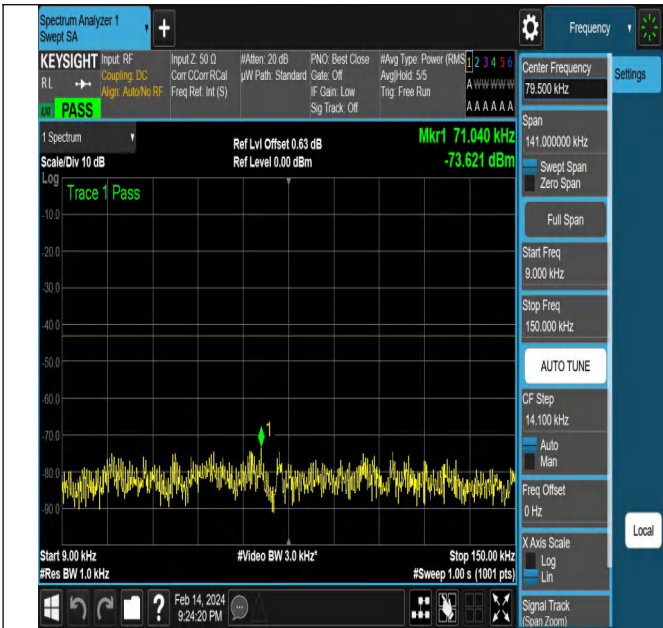 Spectrum Analyzer 1
Swept SA
+
Frequency
KEYSIGHT
RL
PASS
Input: RF
Coupling: DC
Align: Auto/No RF
Input Z: 50 Ω
Corr CCorr RCal
Freq Ref: Int (S)
#Atten: 20 dB
µW Path: Standard
PNO: Best Close
Gate: Off
IF Gain: Low
Sig Track: Off
#Avg Type: Power (RMS
Avg|Hold: 5/5
Trig: Free Run
1 2 3 4 5 6
A W W W W W
A A A A A A
1 Spectrum
Scale/Div 10 dB
Log
Ref Lvl Offset 0.63 dB
Ref Level 0.00 dBm
Mkr1 71.040 kHz
-73.621 dBm
Trace 1 Pass
-10.0
-20.0
-30.0
-40.0
-50.0
-60.0
-70.0
-80.0
-90.0
1
Start 9.00 kHz
#Res BW 1.0 kHz
#Video BW 3.0 kHz*
Stop 150.00 kHz
#Sweep 1.00 s (1001 pts)
Center Frequency
79.500 kHz
Settings
Span
141.000000 kHz
Swept Span
Zero Span
Full Span
Start Freq
9.000 kHz
Stop Freq
150.000 kHz
AUTO TUNE
CF Step
14.100 kHz
Auto
Man
Freq Offset
0 Hz
X Axis Scale
Log
Lin
Local
Signal Track
(Span Zoom)
?
Feb 14, 2024
9:24:20 PM